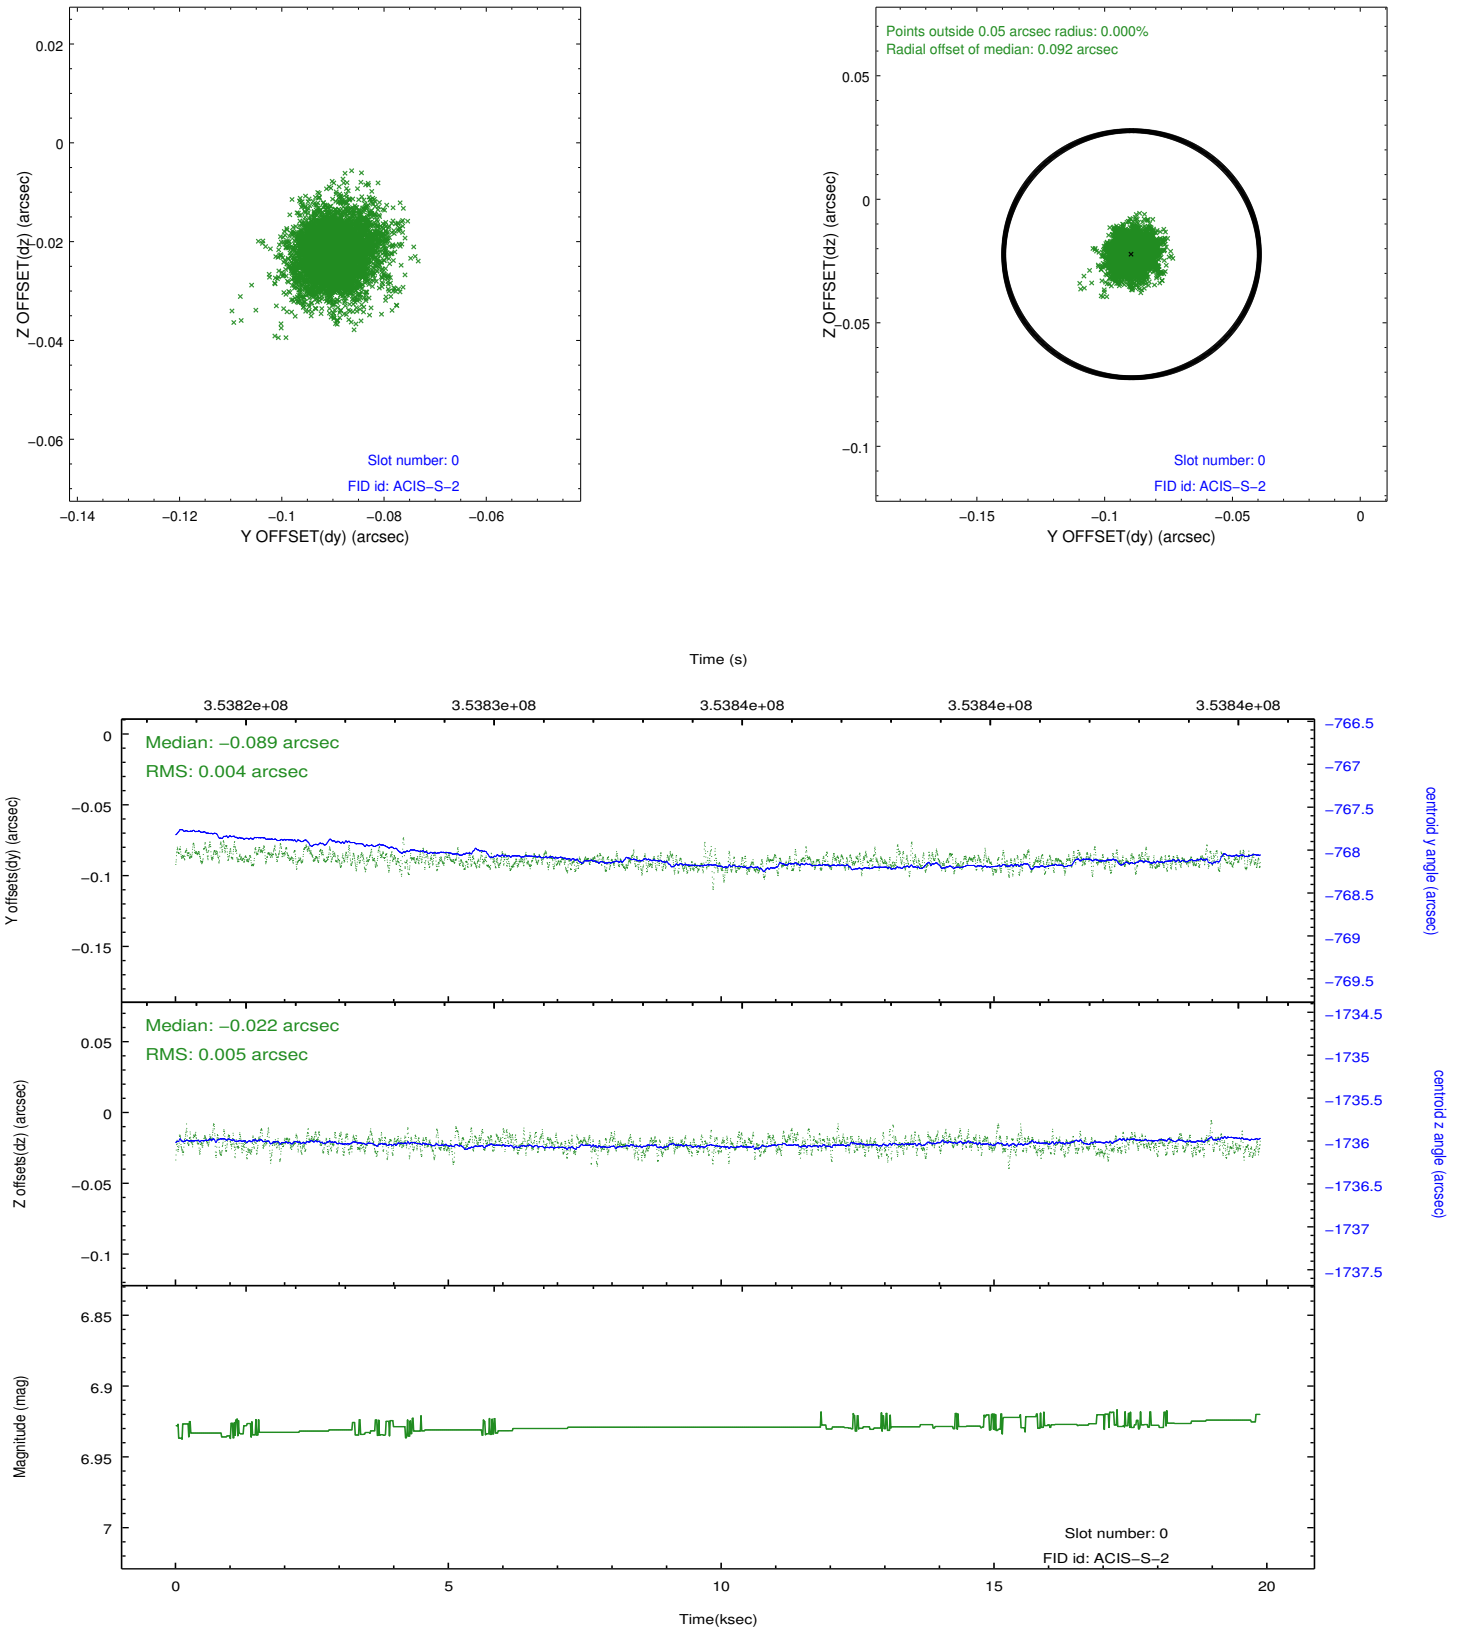 0.02
0
−0.02
−0.04
−0.06
Z OFFSET(dz) (arcsec)
Slot number: 0
FID id: ACIS−S−2
−0.14
−0.12
−0.1
−0.08
−0.06
Y OFFSET(dy) (arcsec)
Points outside 0.05 arcsec radius: 0.000%
Radial offset of median: 0.092 arcsec
0.05
0
−0.05
−0.1
Z OFFSET(dz) (arcsec)
Slot number: 0
FID id: ACIS−S−2
−0.15
−0.1
−0.05
0
Y OFFSET(dy) (arcsec)
Time (s)
3.5382e+08
3.5383e+08
3.5384e+08
3.5384e+08
3.5384e+08
Median: −0.089 arcsec
RMS: 0.004 arcsec
0
−0.05
−0.1
−0.15
Y offsets(dy) (arcsec)
−766.5
−767
−767.5
−768
−768.5
−769
−769.5
centroid y angle (arcsec)
Median: −0.022 arcsec
RMS: 0.005 arcsec
0.05
0
−0.05
−0.1
Z offsets(dz) (arcsec)
−1734.5
−1735
−1735.5
−1736
−1736.5
−1737
−1737.5
centroid z angle (arcsec)
6.85
6.9
6.95
7
Magnitude (mag)
Slot number: 0
FID id: ACIS−S−2
0
5
10
15
20
Time(ksec)